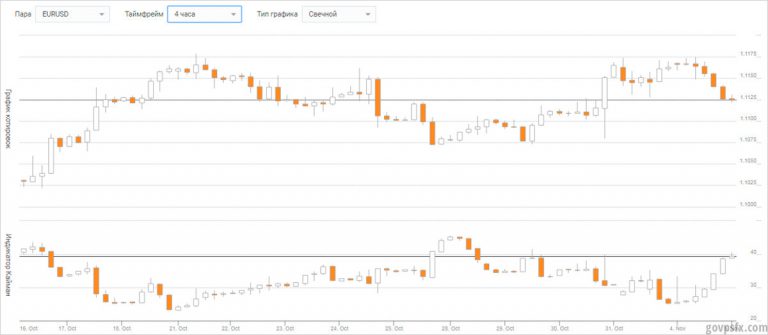 Пара EURUSD Таймфрейм 4 часа Тип графика Свечной
График котировок
1,1175
1,1150
1,1125
1,1100
1,1075
1,1050
1,1025
1,1000
Индикатор Кайман
40
30
20
16. Oct 17. Oct 18. Oct 21. Oct 22. Oct 23. Oct 24. Oct 25. Oct 28. Oct 29. Oct 30. Oct 31. Oct 4. Nov
govpsfx.com